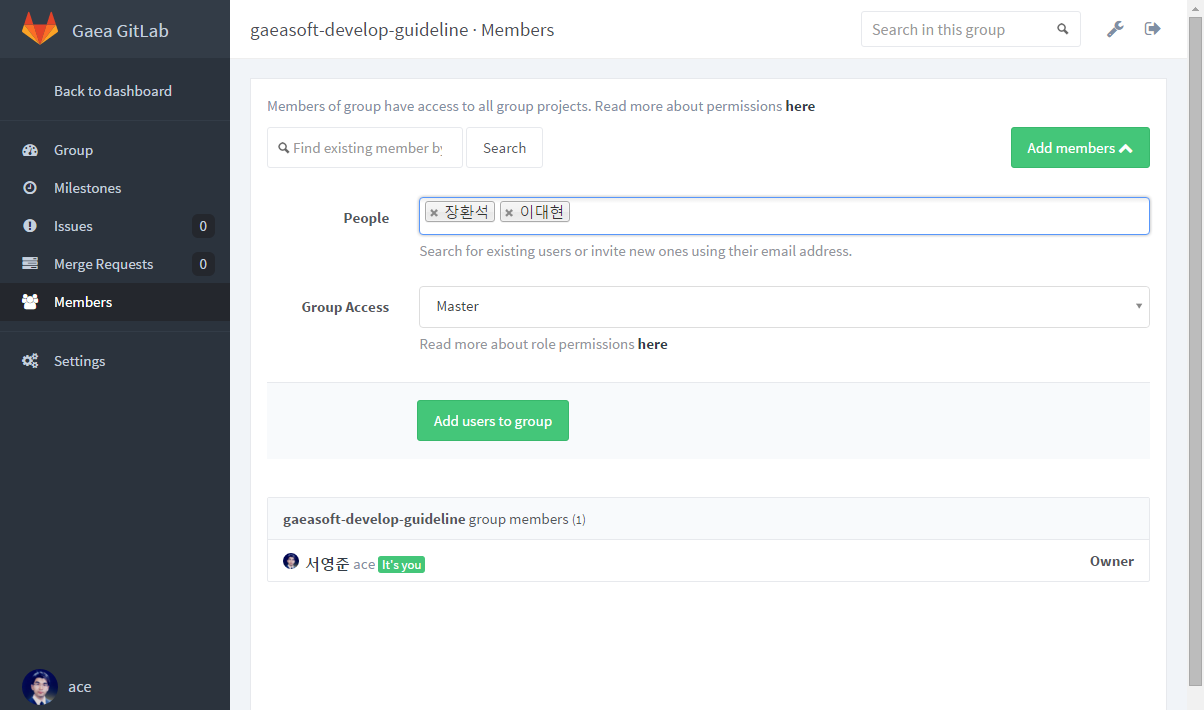 Gaea GitLab
Back to dashboard
Group
Milestones
Issues 0
Merge Requests 0
Members
Settings
ace
gaeasoft-develop-guideline · Members
Search in this group
Members of group have access to all group projects. Read more about permissions here
Find existing member by
Search
Add members
People
× 장환석 × 이대현
Search for existing users or invite new ones using their email address.
Group Access
Master
Read more about role permissions here
Add users to group
gaeasoft-develop-guideline group members (1)
서영준 ace It's you
Owner